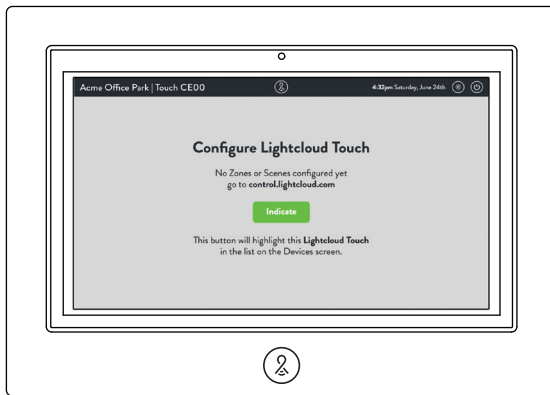 Acme Office Park | Touch CE00
4:32pm Saturday, June 24th
Configure Lightcloud Touch
No Zones or Scenes configured yet
go to control.lightcloud.com
Indicate
This button will highlight this Lightcloud Touch
in the list on the Devices screen.